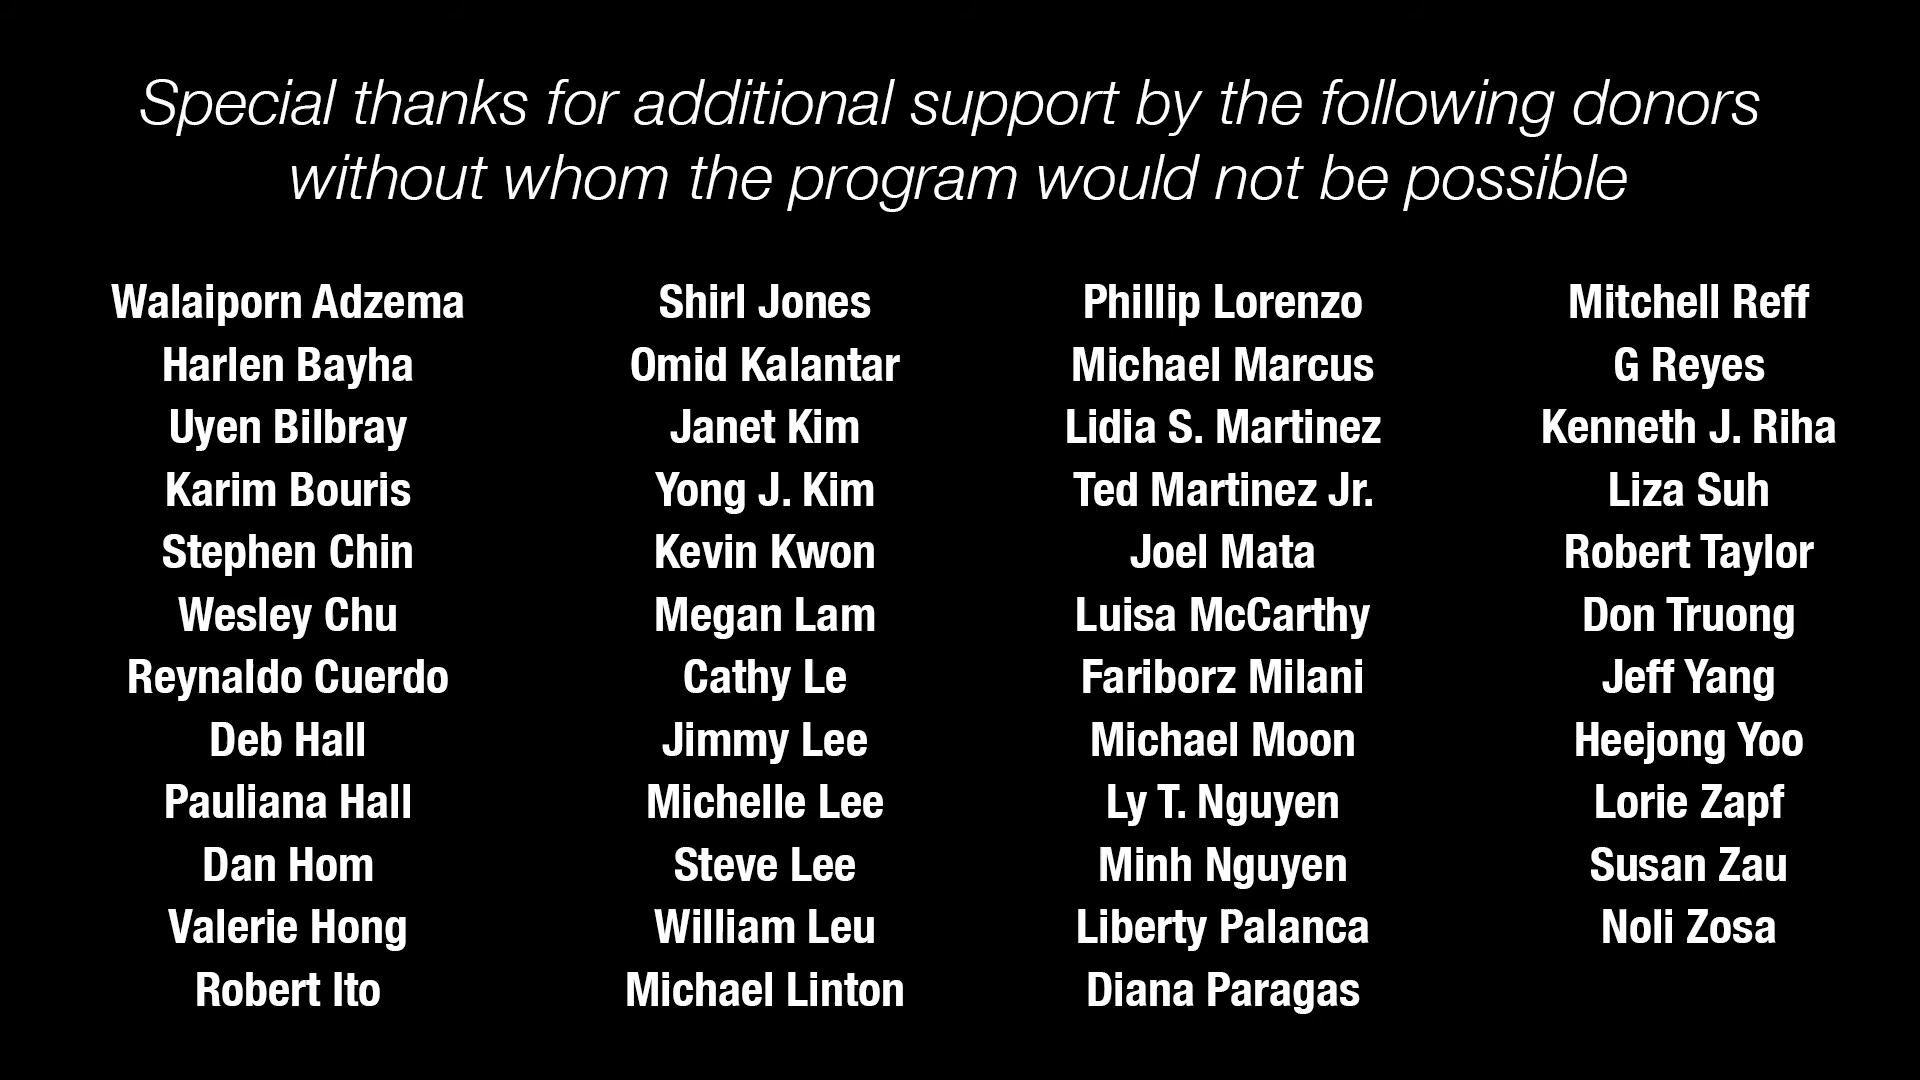 Special thanks for additional support by the following donors
without whom the program would not be possible
Walaiporn Adzema
Harlen Bayha
Uyen Bilbray
Karim Bouris
Stephen Chin
Wesley Chu
Reynaldo Cuerdo
Deb Hall
Pauliana Hall
Dan Hom
Valerie Hong
Robert Ito
Shirl Jones
Omid Kalantar
Janet Kim
Yong J. Kim
Kevin Kwon
Megan Lam
Cathy Le
Jimmy Lee
Michelle Lee
Steve Lee
William Leu
Michael Linton
Phillip Lorenzo
Michael Marcus
Lidia S. Martinez
Ted Martinez Jr.
Joel Mata
Luisa McCarthy
Fariborz Milani
Michael Moon
Ly T. Nguyen
Minh Nguyen
Liberty Palanca
Diana Paragas
Mitchell Reff
G Reyes
Kenneth J. Riha
Liza Suh
Robert Taylor
Don Truong
Jeff Yang
Heejong Yoo
Lorie Zapf
Susan Zau
Noli Zosa